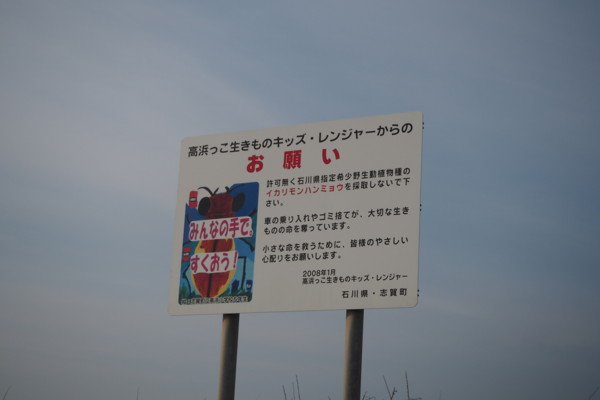 高浜っこ生きものキッズ・レンジャーからの
お願い
許可無く石川県指定希少野生動植物種の
イカリモンハンミョウを採取しないで下
さい。
車の乗り入れやゴミ捨てが、大切な生き
ものの命を奪っています。
小さな命を救うために、皆様のやさしい
心配りをお願いします。
2008年1月
高浜っこ生きものキッズ・レンジャー
石川県・志賀町
みんなの手で、
すくおう!